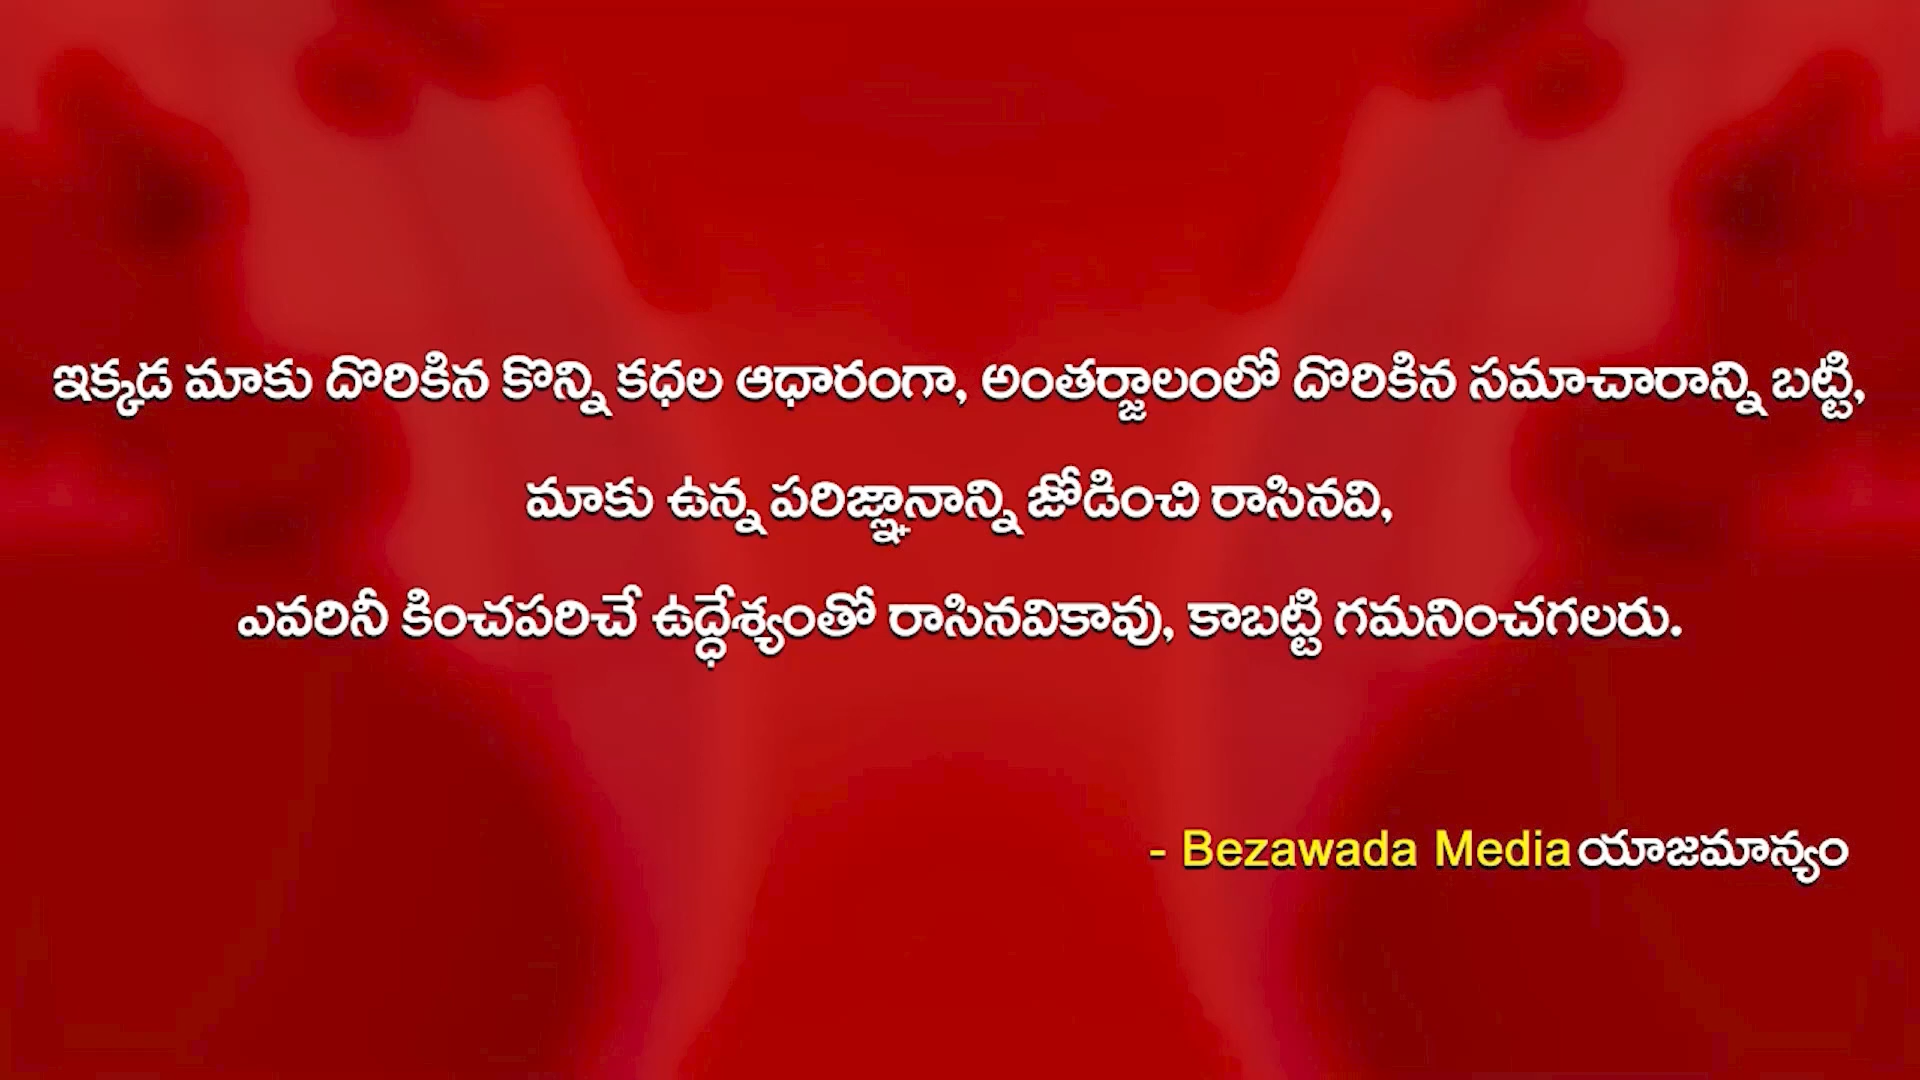 ఇక్కడ మాకు దొరికిన కొన్ని కధల ఆధారంగా, అంతర్జాలంలో దొరికిన సమాచారాన్ని బట్టి,
మాకు ఉన్న పరిజ్ఞానాన్ని జోడించి రాసినవి,
ఎవరినీ కించపరిచే ఉద్ధేశ్యంతో రాసినవికావు, కాబట్టి గమనించగలరు.
- Bezawada Media యాజమాన్యం